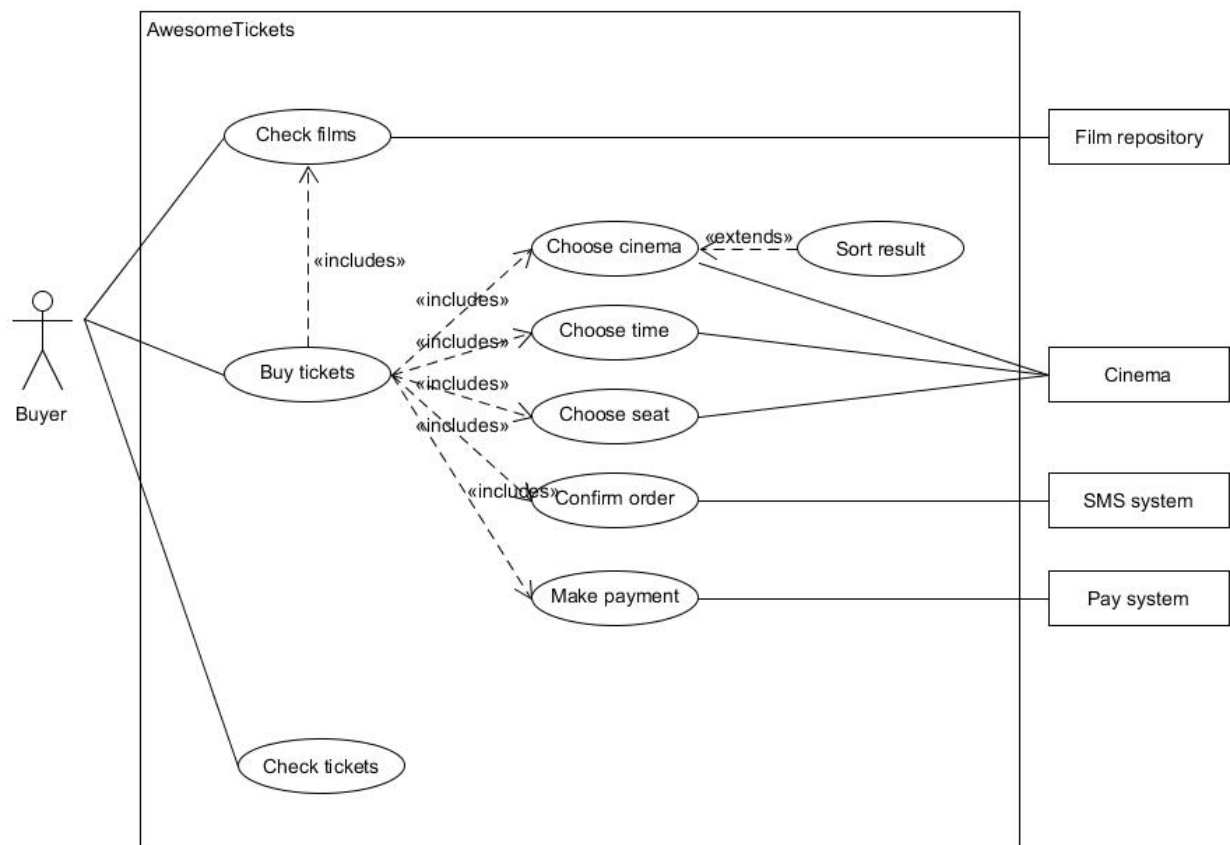 AwesomeTickets
Check films
Film repository
Choose cinema
«extends»
Sort result
«includes»
«includes»
Choose time
«includes»
Buy tickets
«includes»
Cinema
Buyer
Choose seat
«includes»
«includes»
Confirm order
SMS system
Make payment
Pay system
Check tickets